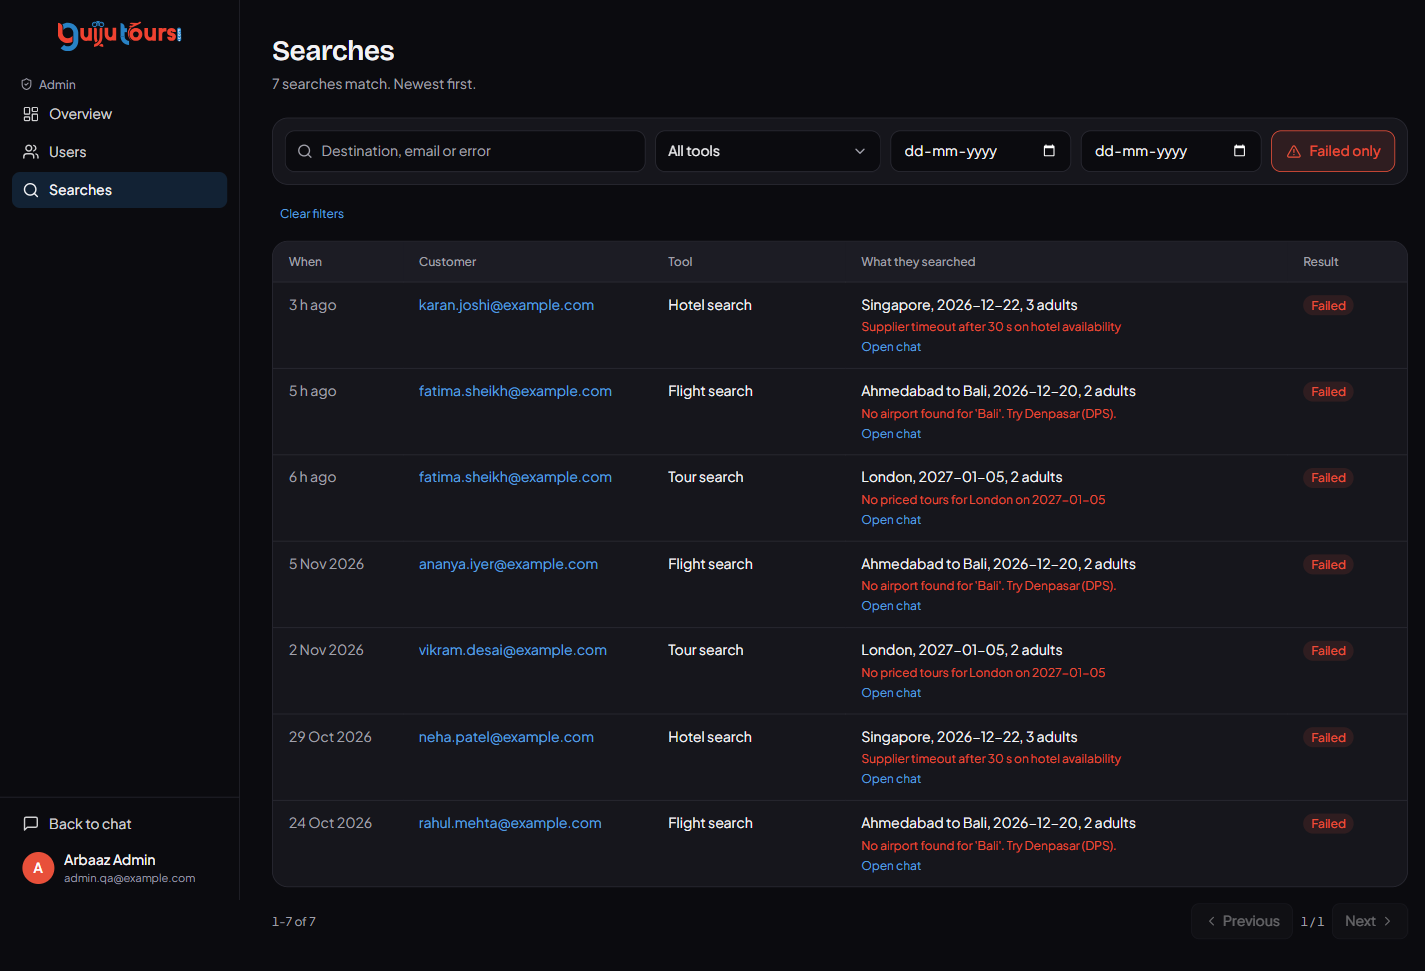 gujjutours
Admin
Overview
Users
Searches
Back to chat
A
Arbaaz Admin
admin.qa@example.com
Searches
7 searches match. Newest first.
Destination, email or error
All tools
dd-mm-yyyy
dd-mm-yyyy
Failed only
Clear filters
When Customer Tool What they searched Result
3 h ago karan.joshi@example.com Hotel search Singapore, 2026-12-22, 3 adults Failed
Supplier timeout after 30 s on hotel availability
Open chat
5 h ago fatima.sheikh@example.com Flight search Ahmedabad to Bali, 2026-12-20, 2 adults Failed
No airport found for 'Bali'. Try Denpasar (DPS).
Open chat
6 h ago fatima.sheikh@example.com Tour search London, 2027-01-05, 2 adults Failed
No priced tours for London on 2027-01-05
Open chat
5 Nov 2026 ananya.iyer@example.com Flight search Ahmedabad to Bali, 2026-12-20, 2 adults Failed
No airport found for 'Bali'. Try Denpasar (DPS).
Open chat
2 Nov 2026 vikram.desai@example.com Tour search London, 2027-01-05, 2 adults Failed
No priced tours for London on 2027-01-05
Open chat
29 Oct 2026 neha.patel@example.com Hotel search Singapore, 2026-12-22, 3 adults Failed
Supplier timeout after 30 s on hotel availability
Open chat
24 Oct 2026 rahul.mehta@example.com Flight search Ahmedabad to Bali, 2026-12-20, 2 adults Failed
No airport found for 'Bali'. Try Denpasar (DPS).
Open chat
1-7 of 7
Previous 1/1 Next